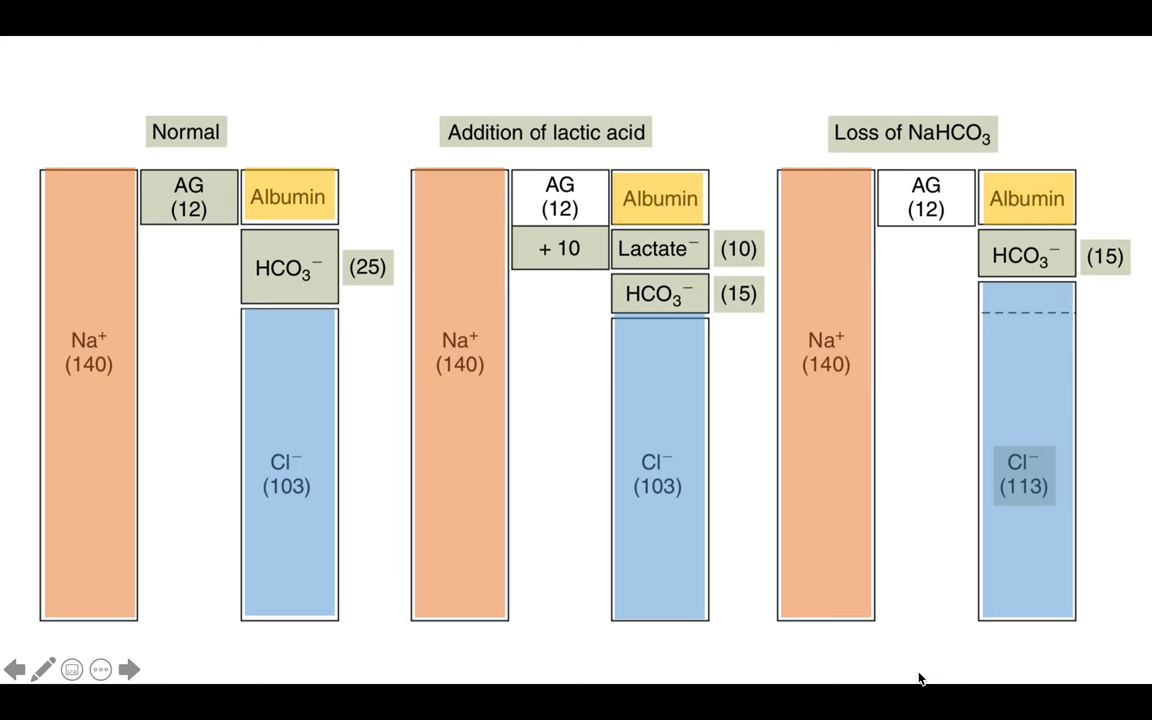 Normal
AG
(12)
Albumin
HCO₃⁻
(25)
Na⁺
(140)
Cl⁻
(103)
Addition of lactic acid
AG
(12)
Albumin
+ 10
Lactate⁻
(10)
HCO₃⁻
(15)
Na⁺
(140)
Cl⁻
(103)
Loss of NaHCO₃
AG
(12)
Albumin
HCO₃⁻
(15)
Na⁺
(140)
Cl⁻
(113)